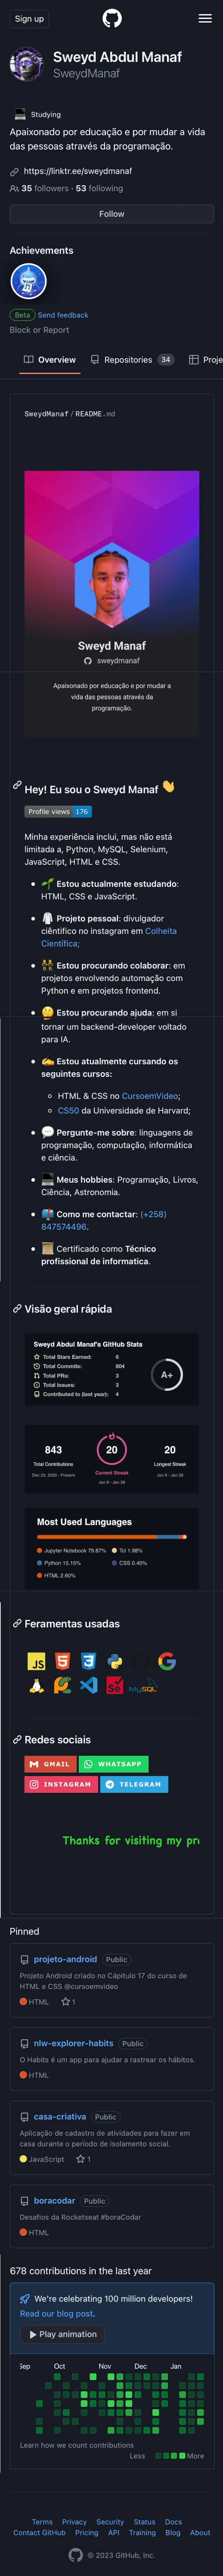 Sign up
Sweyd Abdul Manaf
SweydManaf
Studying
Apaixonado por educação e por mudar a vida
das pessoas através da programação.
https://linktr.ee/sweydmanaf
35 followers · 53 following
Follow
Achievements
Beta Send feedback
Block or Report
Overview Repositories 34 Proje
SweydManaf / README.md
Sweyd Manaf
sweydmanaf
Apaixonado por educação e por mudar a
vida das pessoas através da
programação.
Hey! Eu sou o Sweyd Manaf 👋
Profile views 176
Minha experiência inclui, mas não está
limitada a, Python, MySQL, Selenium,
JavaScript, HTML e CSS.
Estou actualmente estudando:
HTML, CSS e JavaScript.
Projeto pessoal: divulgador
ciêntifico no instagram em Colheita
Científica;
Estou procurando colaborar: em
projetos envolvendo automação com
Python e em projetos frontend.
Estou procurando ajuda: em si
tornar um backend-developer voltado
para IA.
Estou atualmente cursando os
seguintes cursos:
HTML & CSS no CursoemVideo;
CS50 da Universidade de Harvard;
Pergunte-me sobre: linguagens de
programação, computação, informática
e ciência.
Meus hobbies: Programação, Livros,
Ciência, Astronomia.
Como me contactar: (+258)
847574496.
Certificado como Técnico
profissional de informatica.
Visão geral rápida
Sweyd Abdul Manaf's GitHub Stats
Total Stars Earned: 6
Total Commits: 804
Total PRs: 3
Total Issues: 3
Contributed to (last year): 4
A+
843 20 20
Total Contributions Current Streak Longest Streak
Dec 22, 2020 - Present Jan 9 - Jan 28 Jan 9 - Jan 28
Most Used Languages
Jupyter Notebook 79.87% Tcl 1.98%
Python 15.15% CSS 0.40%
HTML 2.60%
Feramentas usadas
JS
Se
MySQL
Redes sociais
GMAIL WHATSAPP
INSTAGRAM TELEGRAM
Thanks for visiting my pro
Pinned
projeto-android Public
Projeto Android criado no Cápitulo 17 do curso de
HTML e CSS @cursoemvideo
HTML 1
nlw-explorer-habits Public
O Habits é um app para ajudar a rastrear os hábitos.
HTML
casa-criativa Public
Aplicação de cadastro de atividades para fazer em
casa durante o período de isolamento social.
JavaScript 1
boracodar Public
Desafios da Rocketseat #boraCodar
HTML
678 contributions in the last year
We're celebrating 100 million developers!
Read our blog post.
Play animation
Sep Oct Nov Dec Jan
Learn how we count contributions
Less More
Terms Privacy Security Status Docs
Contact GitHub Pricing API Training Blog About
© 2023 GitHub, Inc.